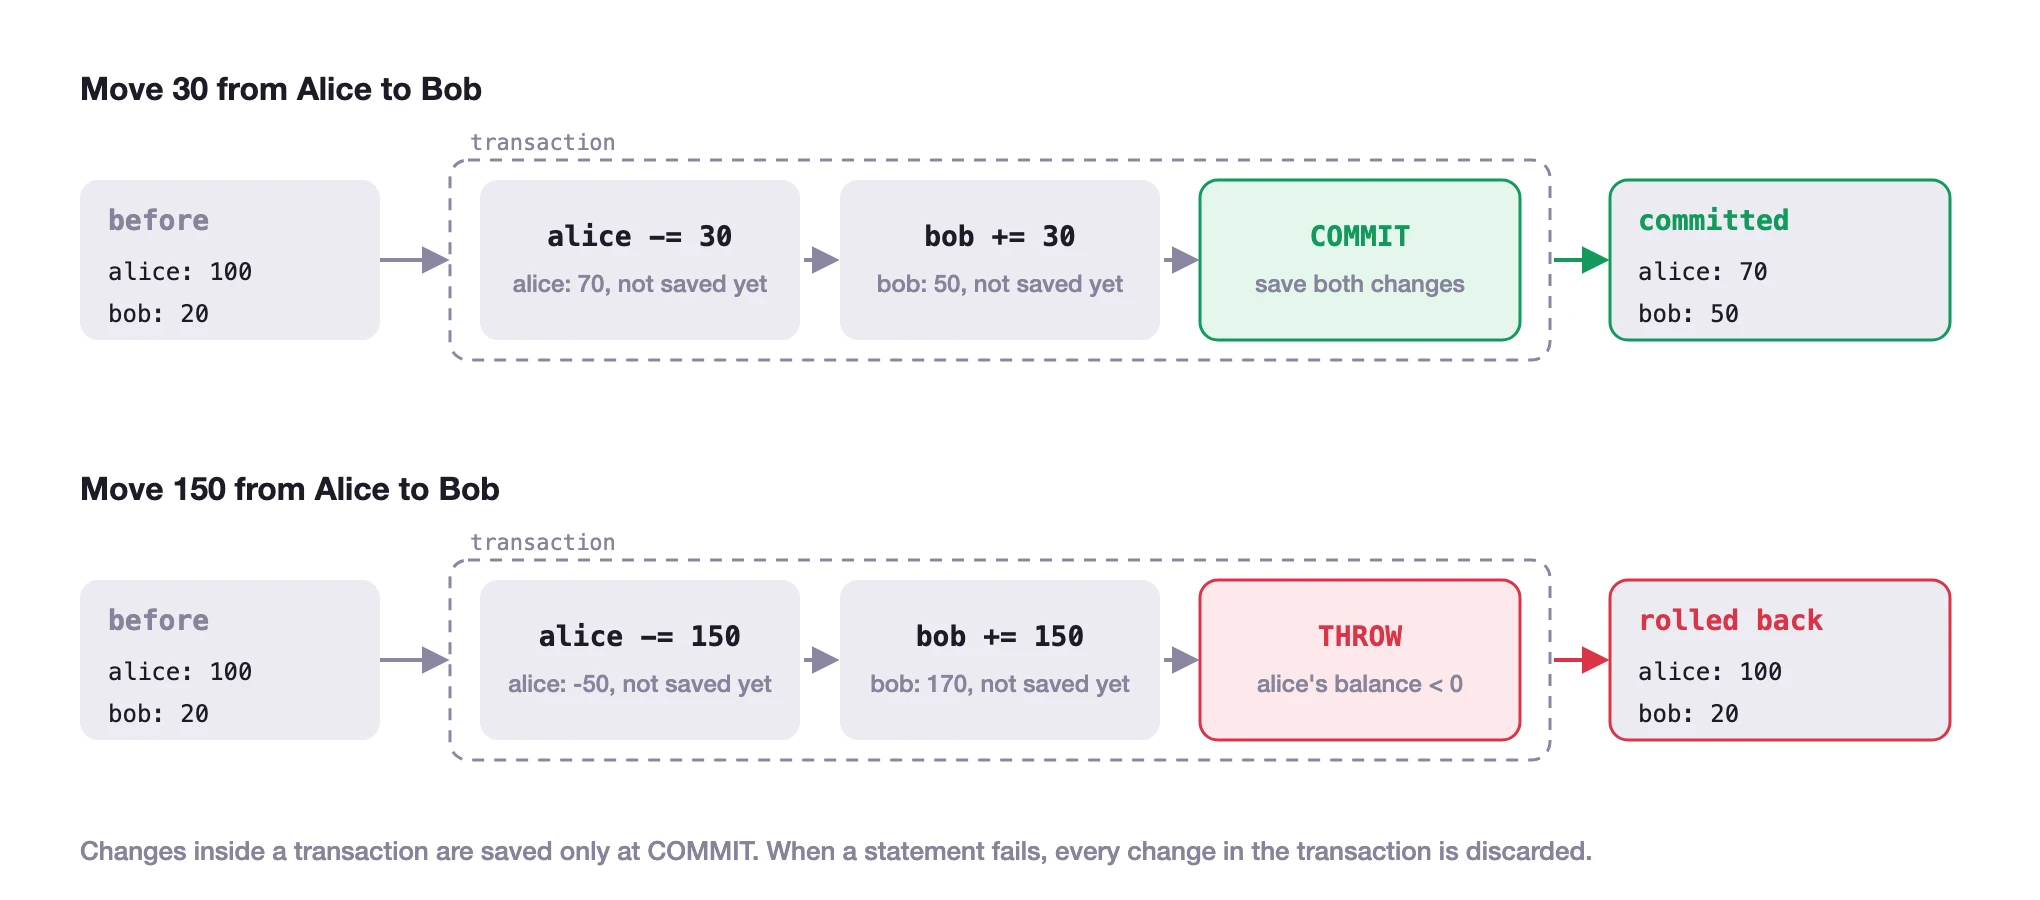 Move 30 from Alice to Bob
transaction
before
alice: 100
bob: 20
alice −= 30
alice: 70, not saved yet
bob += 30
bob: 50, not saved yet
COMMIT
save both changes
committed
alice: 70
bob: 50
Move 150 from Alice to Bob
transaction
before
alice: 100
bob: 20
alice −= 150
alice: -50, not saved yet
bob += 150
bob: 170, not saved yet
THROW
alice's balance < 0
rolled back
alice: 100
bob: 20
Changes inside a transaction are saved only at COMMIT. When a statement fails, every change in the transaction is discarded.